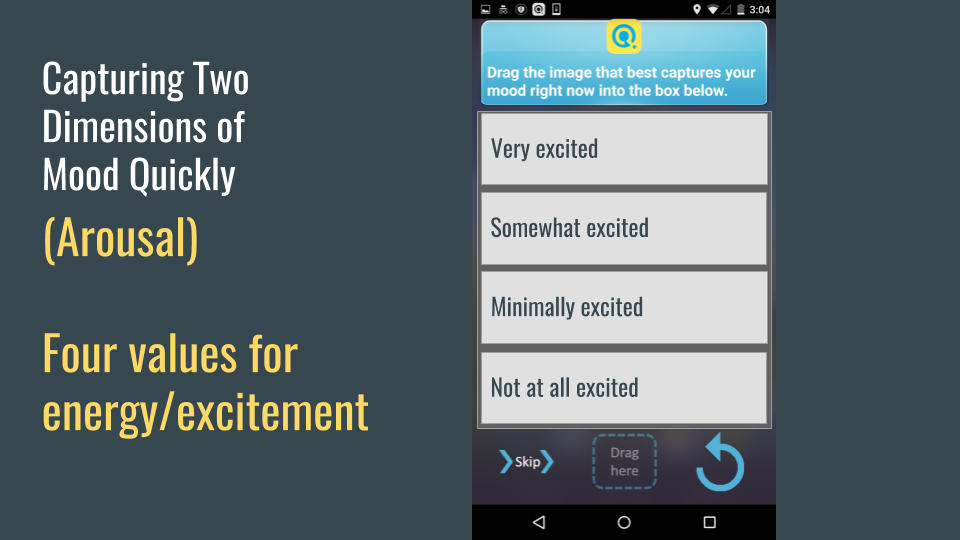 Capturing Two
Dimensions of
Mood Quickly
(Arousal)
Four values for
energy/excitement
3:04
Drag the image that best captures your
mood right now into the box below.
Very excited
Somewhat excited
Minimally excited
Not at all excited
Skip
Drag
here